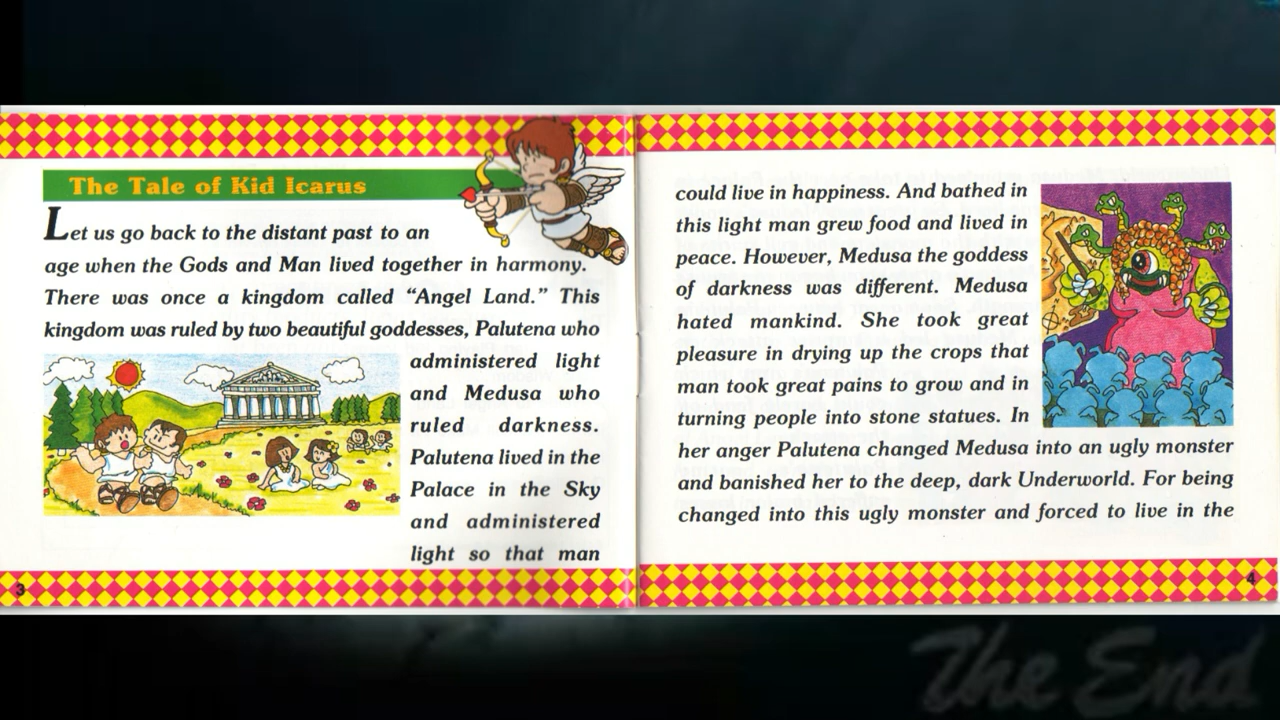 The Tale of Kid Icarus
Let us go back to the distant past to an
age when the Gods and Man lived together in harmony.
There was once a kingdom called “Angel Land.” This
kingdom was ruled by two beautiful goddesses, Palutena who
administered light
and Medusa who
ruled darkness.
Palutena lived in the
Palace in the Sky
and administered
light so that man
3
could live in happiness. And bathed in
this light man grew food and lived in
peace. However, Medusa the goddess
of darkness was different. Medusa
hated mankind. She took great
pleasure in drying up the crops that
man took great pains to grow and in
turning people into stone statues. In
her anger Palutena changed Medusa into an ugly monster
and banished her to the deep, dark Underworld. For being
changed into this ugly monster and forced to live in the
4
The End